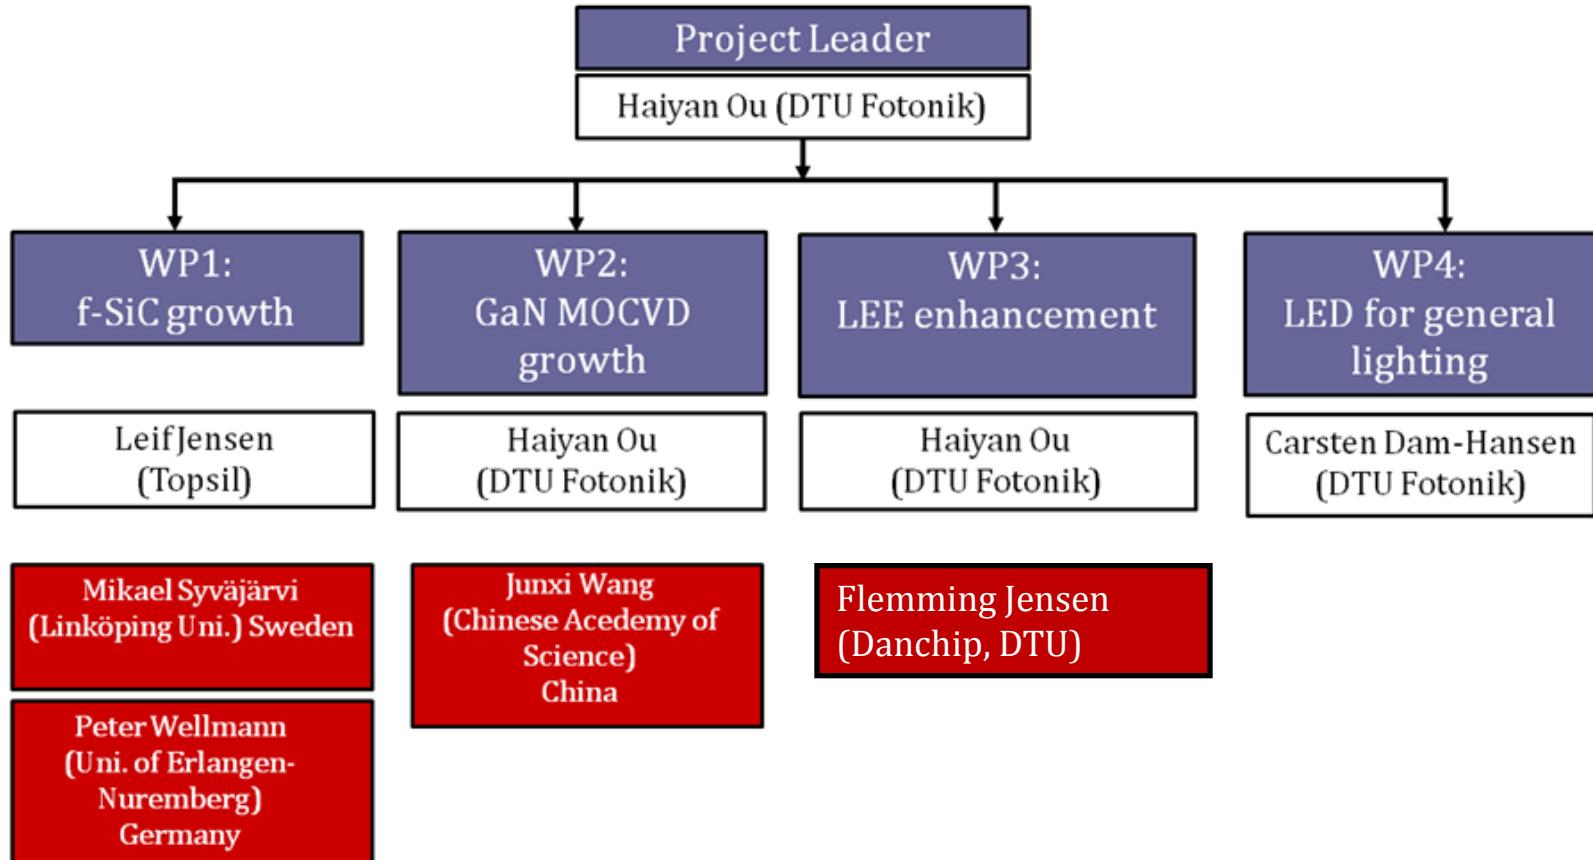 Project Leader
Haiyan Ou (DTU Fotonik)
WP1:
f-SiC growth
Leif Jensen
(Topsil)
Mikael Syväjärvi
(Linköping Uni.) Sweden
Peter Wellmann
(Uni. of Erlangen-
Nuremberg)
Germany
WP2:
GaN MOCVD
growth
Haiyan Ou
(DTU Fotonik)
Junxi Wang
(Chinese Acedemy of
Science)
China
WP3:
LEE enhancement
Haiyan Ou
(DTU Fotonik)
Flemming Jensen
(Danchip, DTU)
WP4:
LED for general
lighting
Carsten Dam-Hansen
(DTU Fotonik)